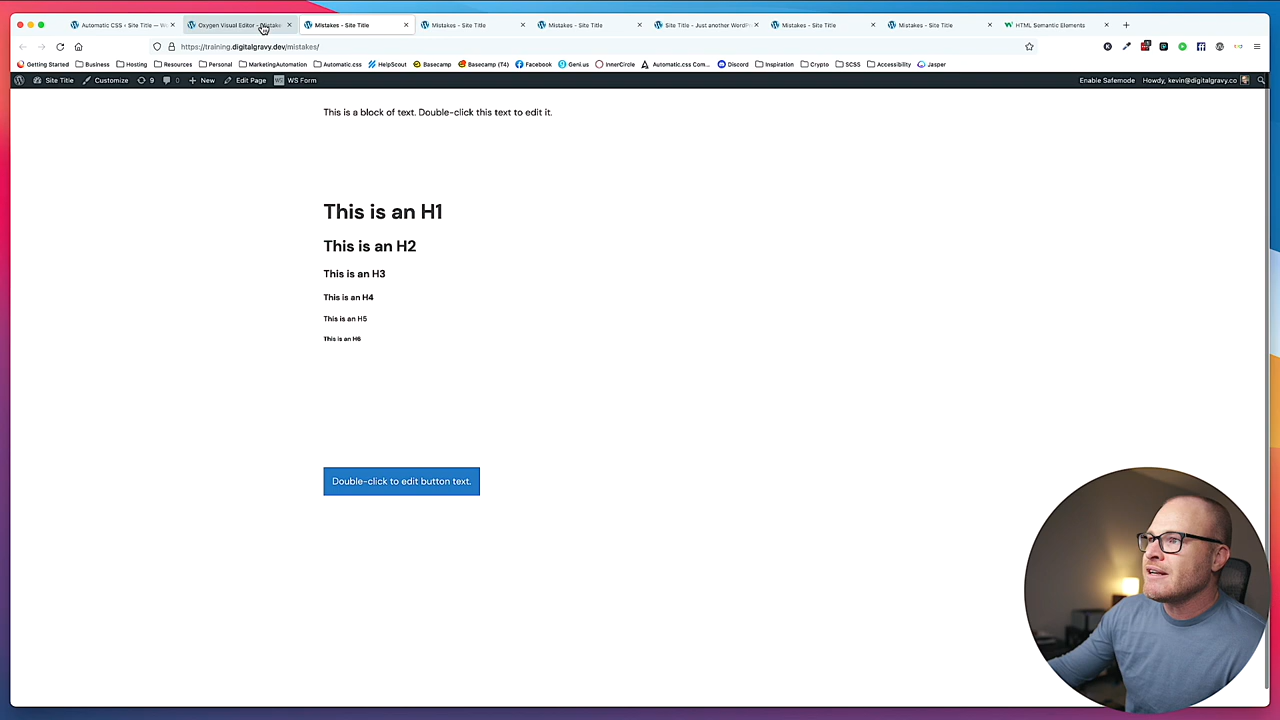 Automatic CSS ‹ Site Title — W
Oxygen Visual Editor - Mistake
Mistakes - Site Title
Mistakes - Site Title
Mistakes - Site Title
Site Title - Just another WordPr
Mistakes - Site Title
Mistakes - Site Title
HTML Semantic Elements
https://training.digitalgravy.dev/mistakes/
Getting Started Business Hosting Resources Personal MarketingAutomation Automatic.css HelpScout Basecamp Basecamp (T4) Facebook Geni.us InnerCircle Automatic.css Com... Discord Inspiration Crypto SCSS Accessibility Jasper
Site Title Customize 9 0 New Edit Page WS Form Enable Safemode Howdy, kevin@digitalgravy.co
This is a block of text. Double-click this text to edit it.
This is an H1
This is an H2
This is an H3
This is an H4
This is an H5
This is an H6
Double-click to edit button text.